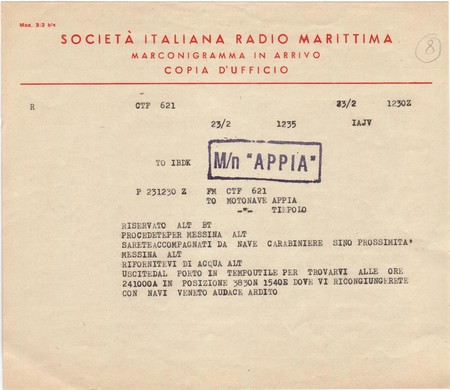 Mod. 2:2 b/s
8
SOCIETÀ ITALIANA RADIO MARITTIMA
MARCONIGRAMMA IN ARRIVO
COPIA D'UFFICIO
R CTF 621 23/2 1230Z
23/2 1235 IAJV
TO IBDK M/n "APPIA"
P 231230 Z FM CTF 621
TO MOTONAVE APPIA
-"- TIEPOLO
RISERVATO ALT BT
PROCEDETEPER MESSINA ALT
SARETEACCOMPAGNATI DA NAVE CARABINIERE SINO PROSSIMITA'
MESSINA ALT
RIFORNITEVI DI ACQUA ALT
USCITEDAL PORTO IN TEMPOUTILE PER TROVARVI ALLE ORE
241000A IN POSIZIONE 3830N 1540E DOVE VI RICONGIUNGERETE
CON NAVI VENETO AUDACE ARDITO